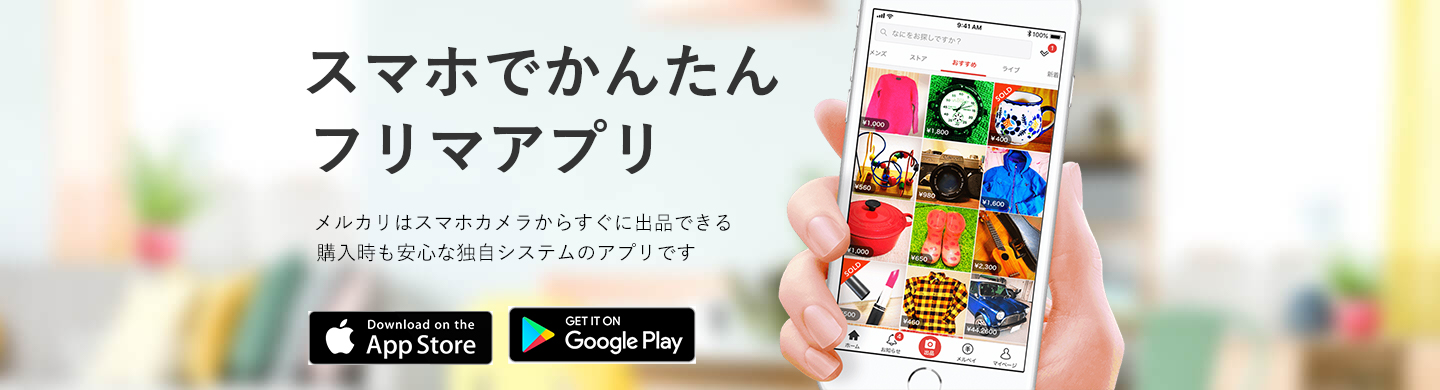 スマホでかんたん
フリマアプリ
メルカリはスマホカメラからすぐに出品できる
購入時も安心な独自システムのアプリです
Download on the
App Store
GET IT ON
Google Play
9:41 AM
100%
なにをお探しですか？
1
メンズ
ストア
おすすめ
ライブ
新着
¥1,000
¥1,800
SOLD
¥400
¥560
¥980
¥1,600
¥1,000
¥650
¥2,300
SOLD
500
¥460
¥44,2600
ホーム
4
お知らせ
出品
メルペイ
マイページ